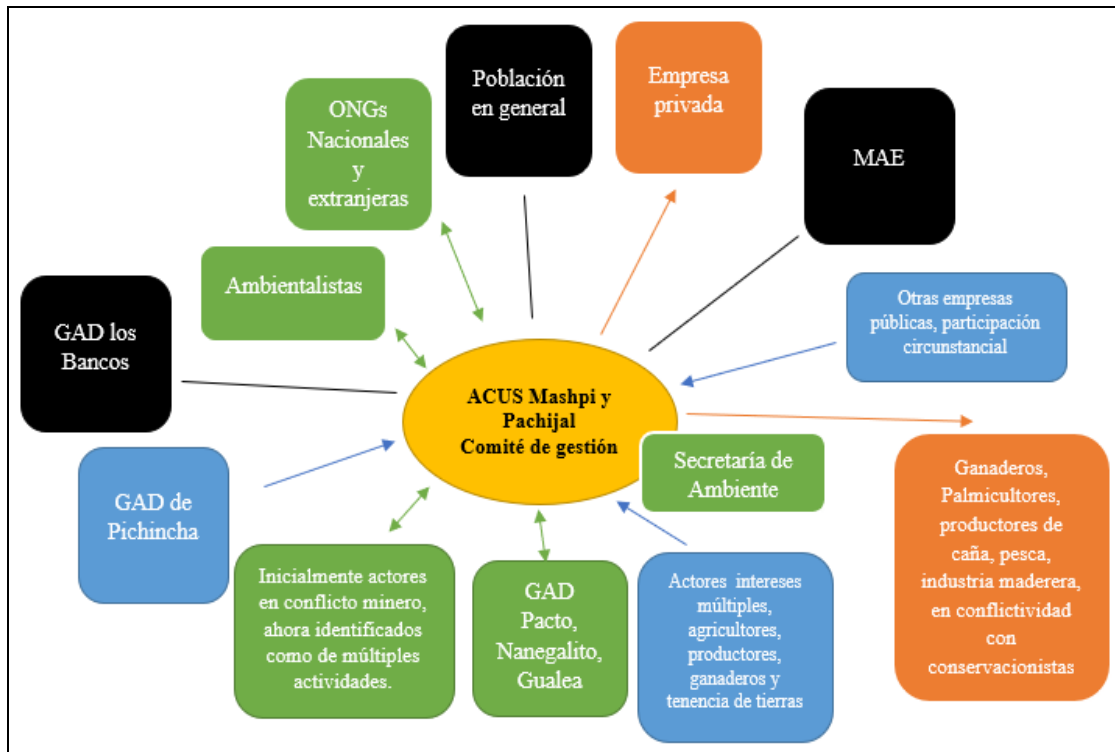 Población
en general
Empresa
privada
ONGs
Nacionales
y
extranjeras
MAE
Ambientalistas
Otras empresas
públicas, participación
circunstancial
GAD los
Bancos
ACUS Mashpi y
Pachijal
Comité de gestión
Secretaría de
Ambiente
GAD de
Pichincha
Ganaderos,
Palmicultores,
productores de
caña, pesca,
industria maderera,
en conflictividad
con
conservacionistas
Inicialmente actores
en conflicto minero,
ahora identificados
como de múltiples
actividades.
GAD
Pacto,
Nanegalito,
Gualea
Actores intereses
múltiples,
agricultores,
productores,
ganaderos y
tenencia de tierras